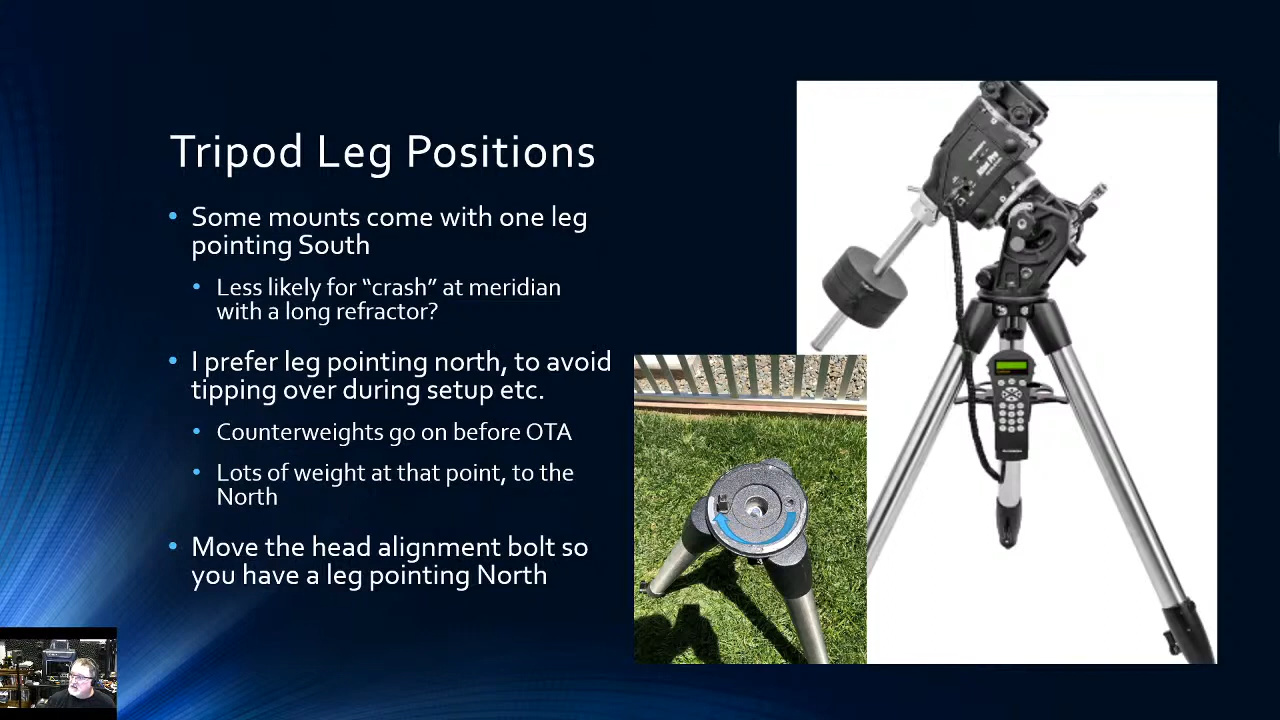 Tripod Leg Positions
• Some mounts come with one leg
pointing South
• Less likely for “crash” at meridian
with a long refractor?
• I prefer leg pointing north, to avoid
tipping over during setup etc.
• Counterweights go on before OTA
• Lots of weight at that point, to the
North
• Move the head alignment bolt so
you have a leg pointing North
Atlas Pro